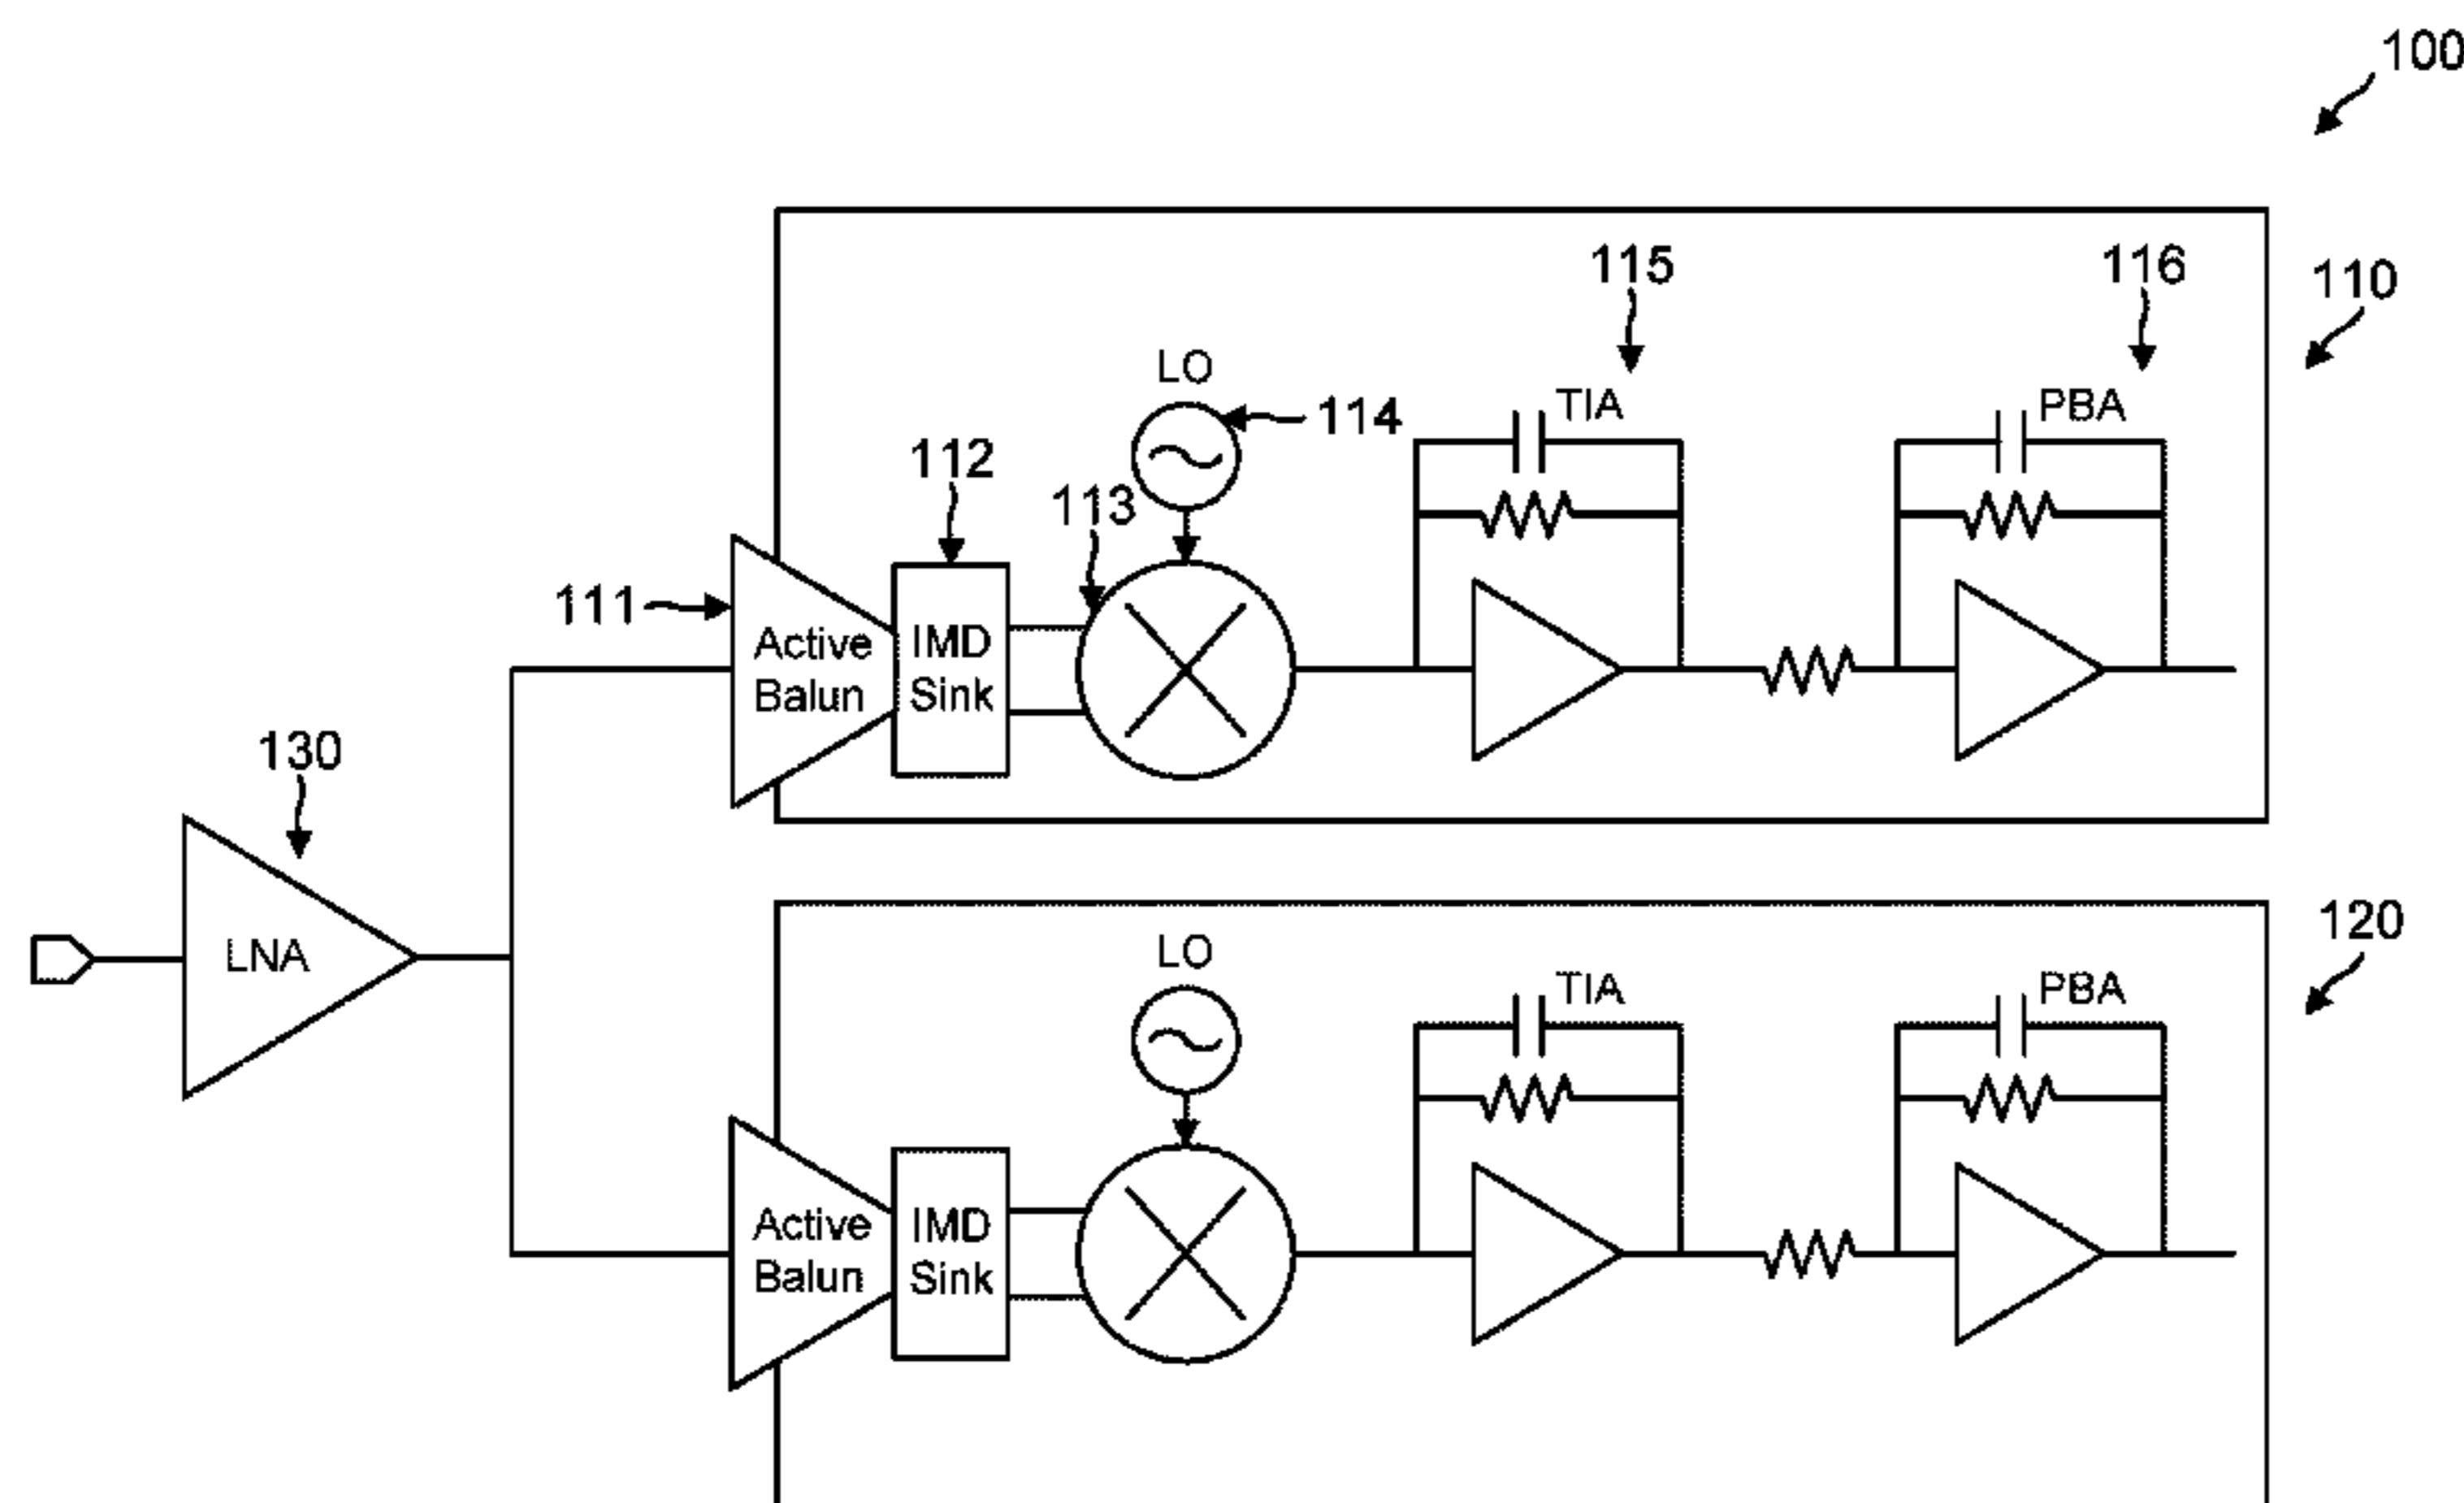 100
115
116
110
LO
114
TIA
PBA
112
113
111
Active
Balun
IMD
Sink
130
LNA
120
LO
TIA
PBA
Active
Balun
IMD
Sink